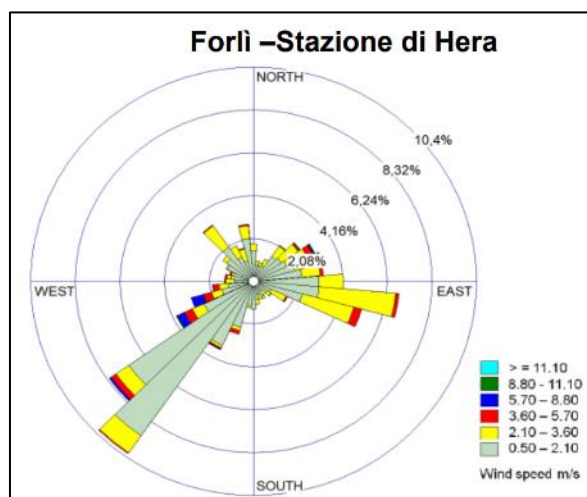 Forlì –Stazione di Hera
NORTH
10,4%
8,32%
6,24%
4,16%
2,08%
WEST
EAST
SOUTH
> = 11.10
8.80 - 11.10
5.70 - 8.80
3.60 – 5.70
2.10 - 3.60
0.50 – 2.10
Wind speed m/s